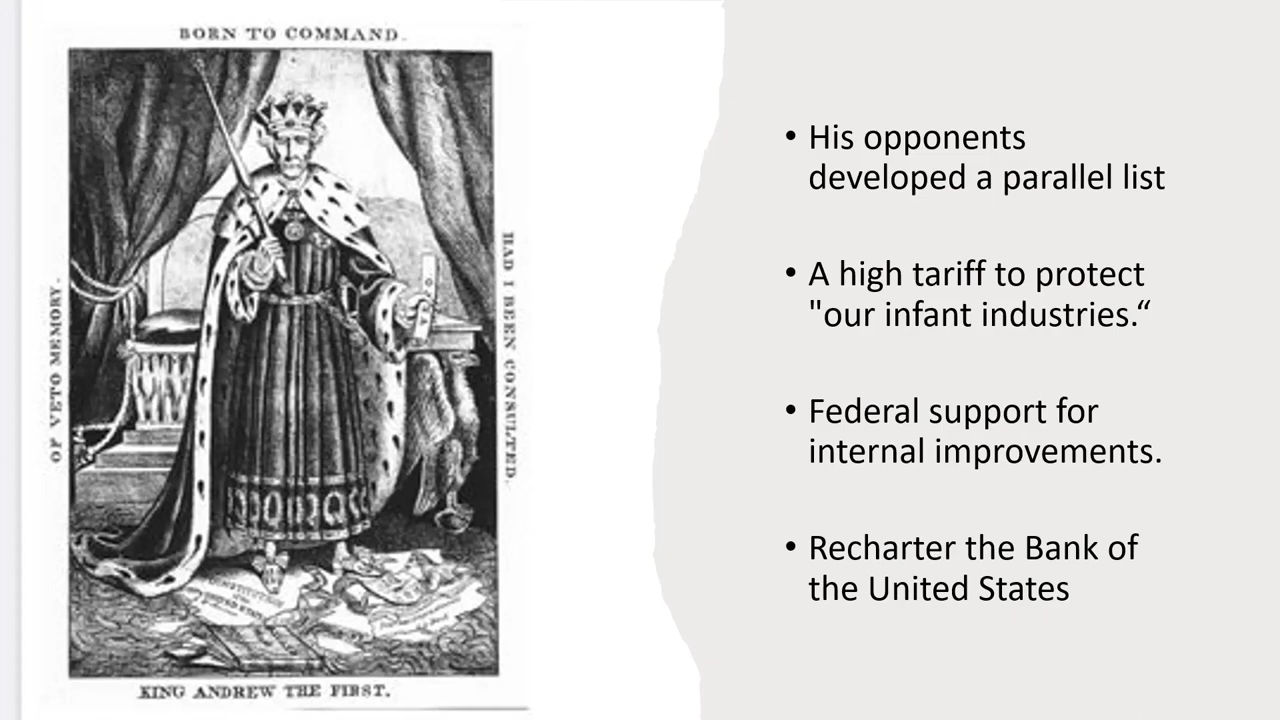 BORN TO COMMAND.
OF VETO MEMORY.
HAD I BEEN CONSULTED.
KING ANDREW THE FIRST.
• His opponents
developed a parallel list
• A high tariff to protect
"our infant industries.“
• Federal support for
internal improvements.
• Recharter the Bank of
the United States